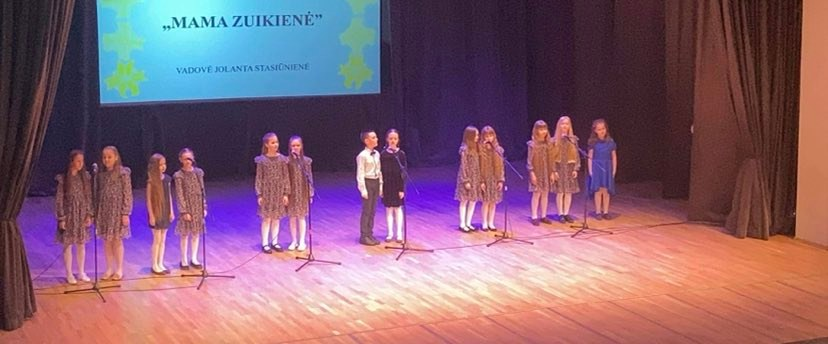 „MAMA ZUIKIENĖ”
VADOVĖ JOLANTA STASIŪNIENĖ